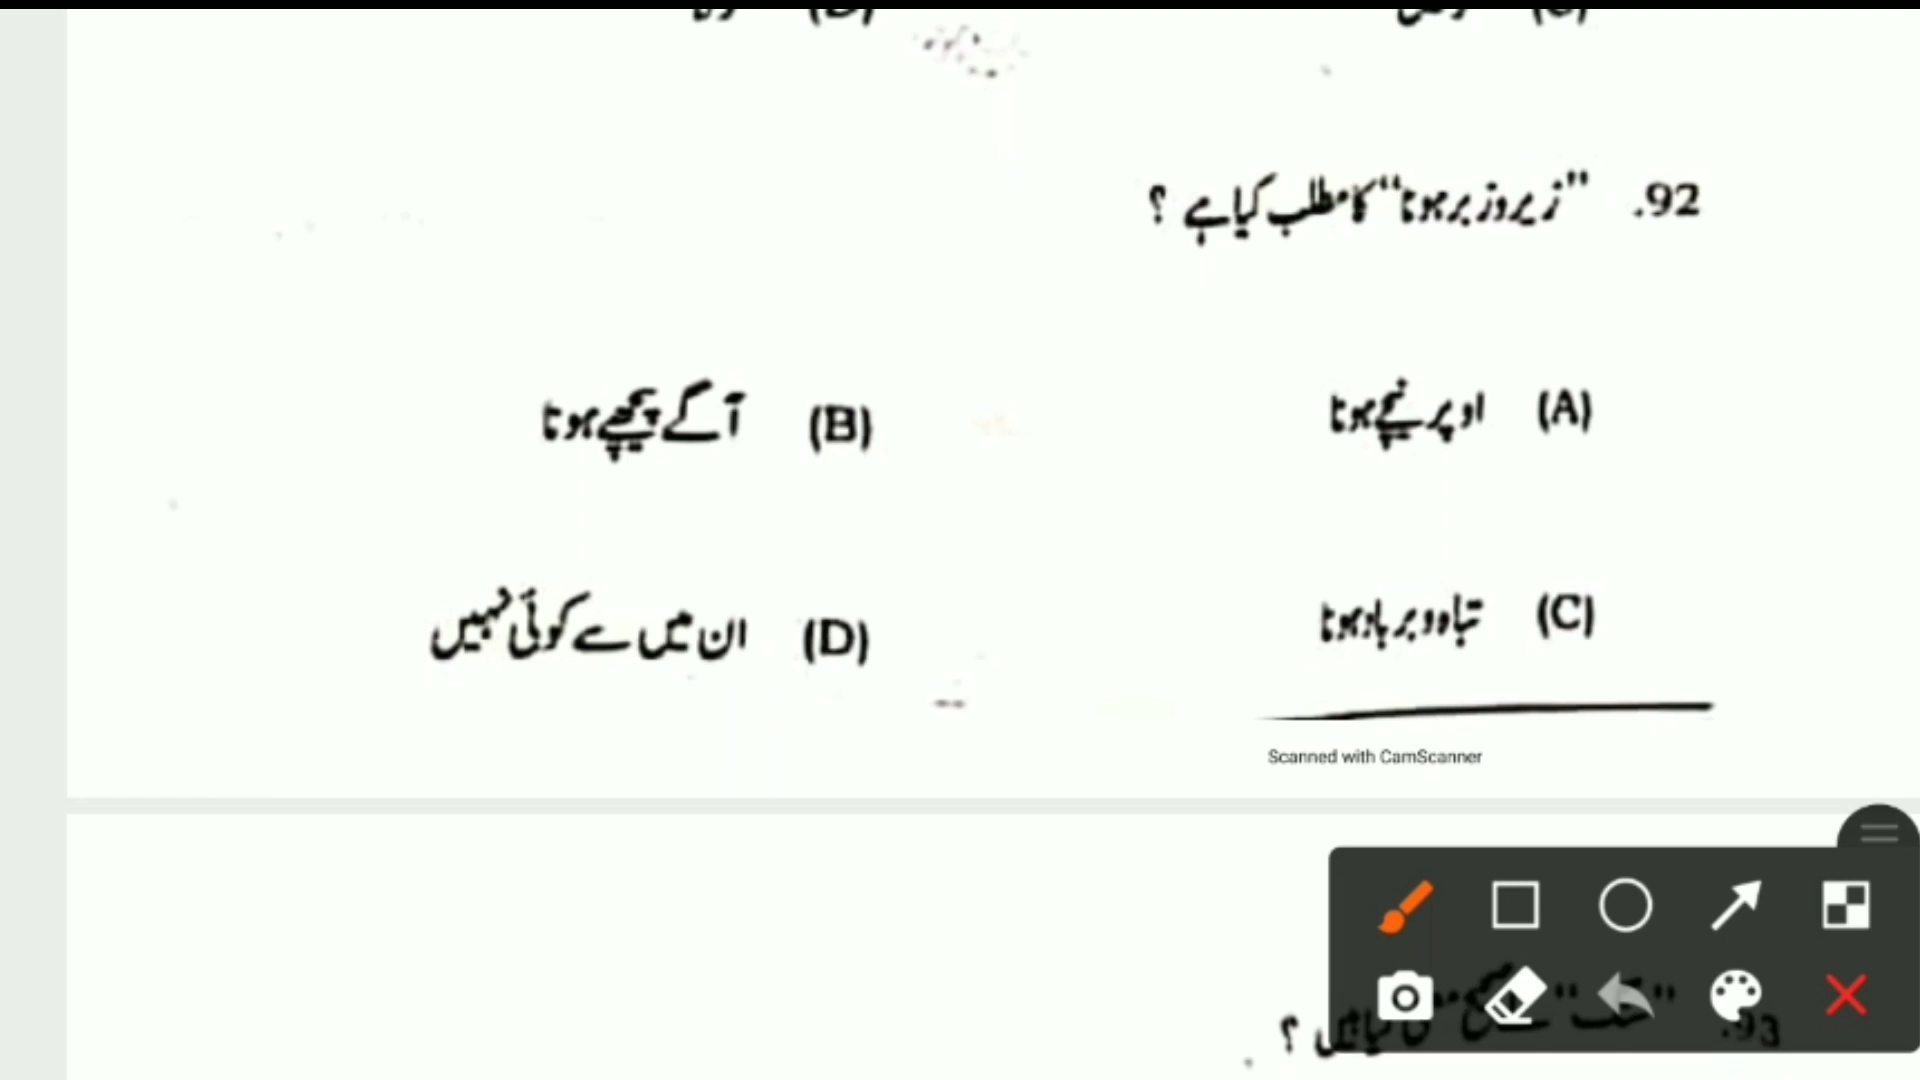 92. "زیر وزبر ہونا" کا مطلب کیا ہے ؟
(A) اوپر نیچے ہونا (B) آگے پیچھے ہونا
(C) تباہ و برباد ہونا (D) ان میں سے کوئی نہیں
Scanned with CamScanner
93. ؟